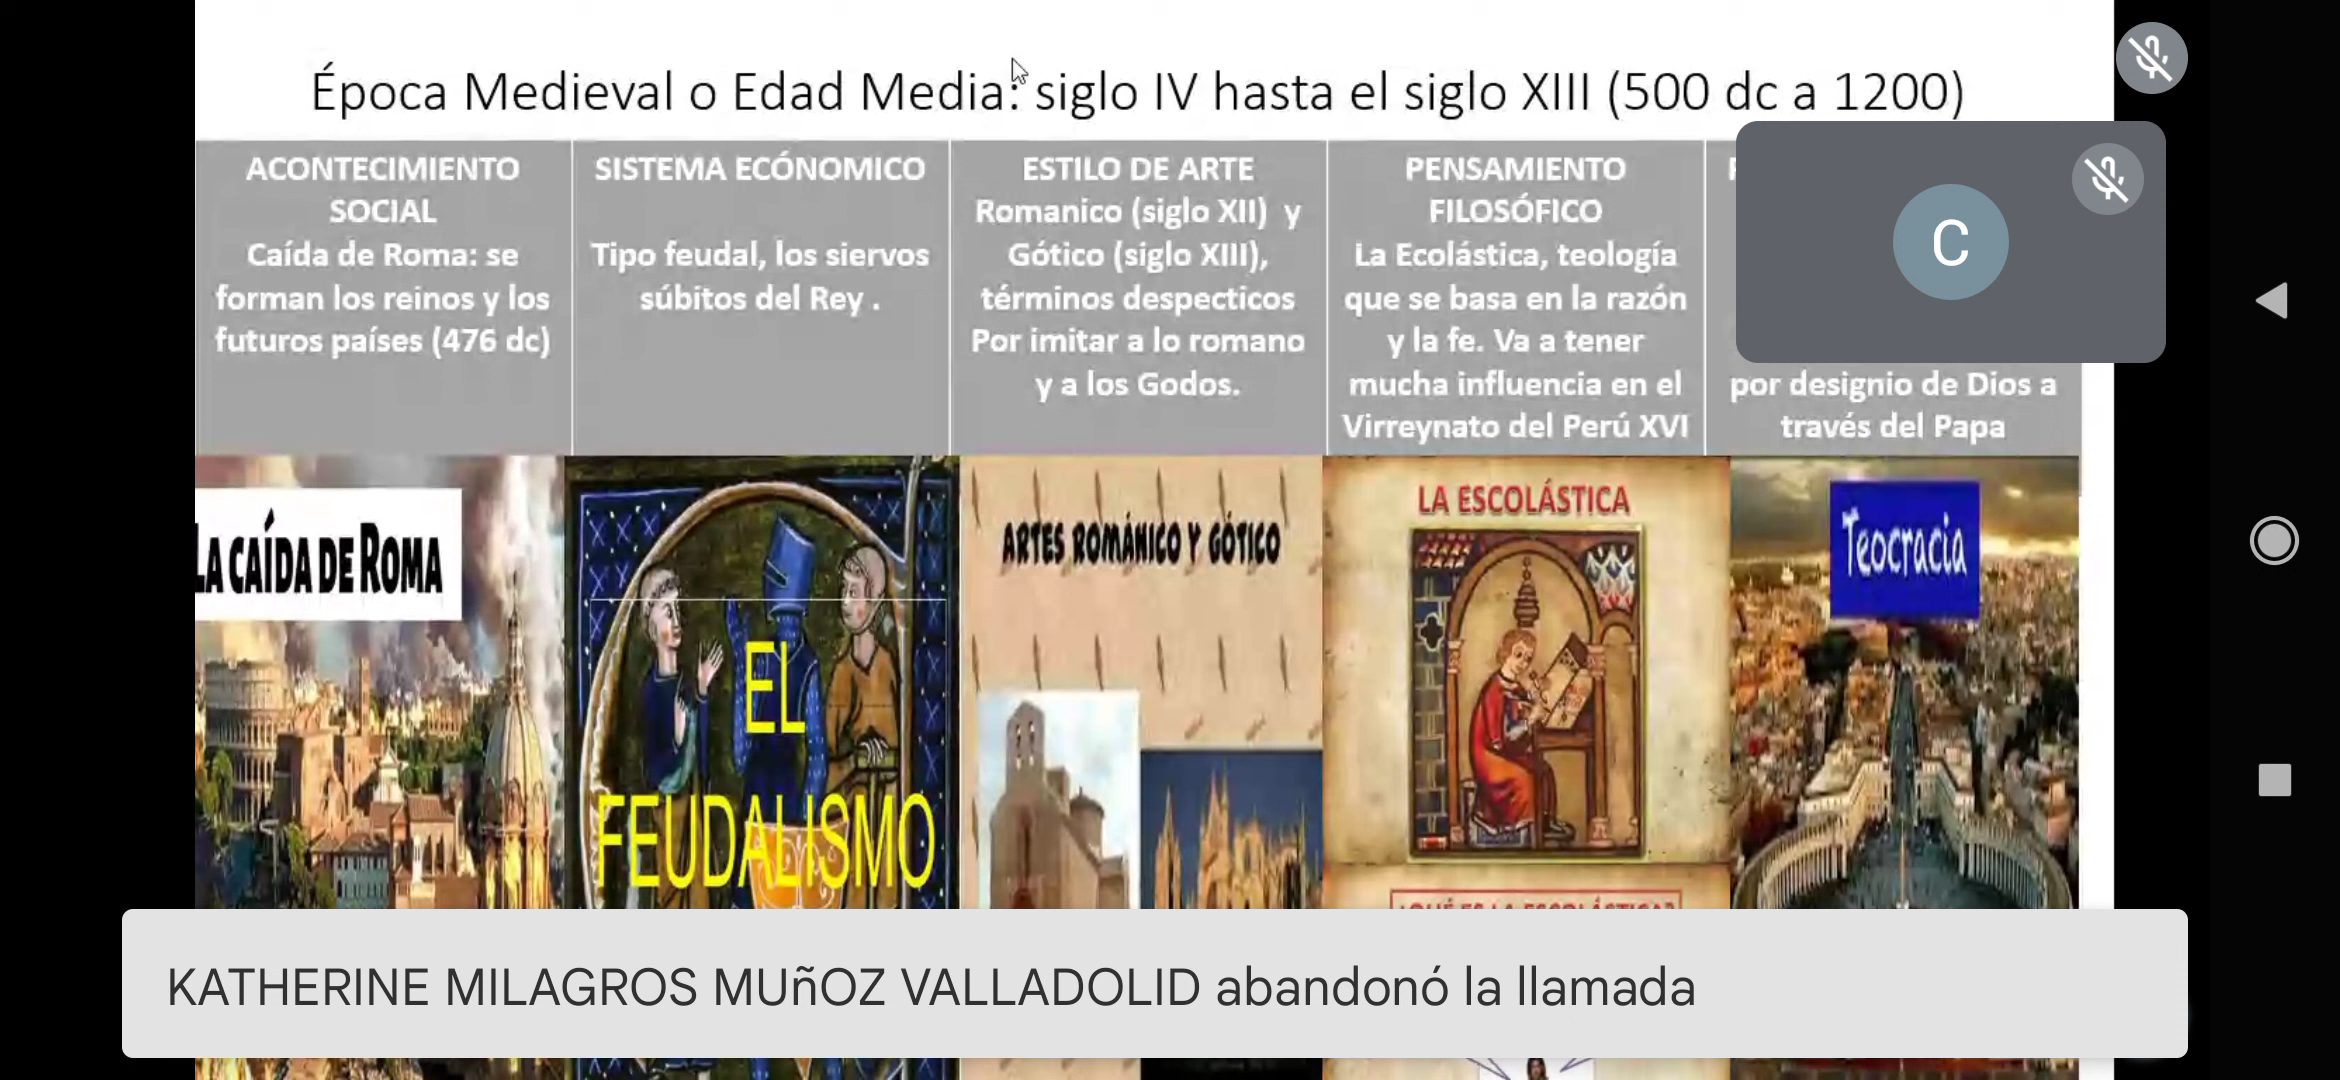 Época Medieval o Edad Media: siglo IV hasta el siglo XIII (500 dc a 1200)
ACONTECIMIENTO
SOCIAL
Caída de Roma: se
forman los reinos y los
futuros países (476 dc)
SISTEMA ECÓNOMICO
Tipo feudal, los siervos
súbitos del Rey .
ESTILO DE ARTE
Romanico (siglo XII) y
Gótico (siglo XIII),
términos despecticos
Por imitar a lo romano
y a los Godos.
PENSAMIENTO
FILOSÓFICO
La Ecolástica, teología
que se basa en la razón
y la fe. Va a tener
mucha influencia en el
Virreynato del Perú XVI
por designio de Dios a
través del Papa
C
LA CAÍDA DE ROMA
EL
FEUDALISMO
ARTES ROMÁNICO Y GÓTICO
LA ESCOLÁSTICA
¿QUÉ ES LA ESCOLÁSTICA?
Teocracia
KATHERINE MILAGROS MUñOZ VALLADOLID abandonó la llamada